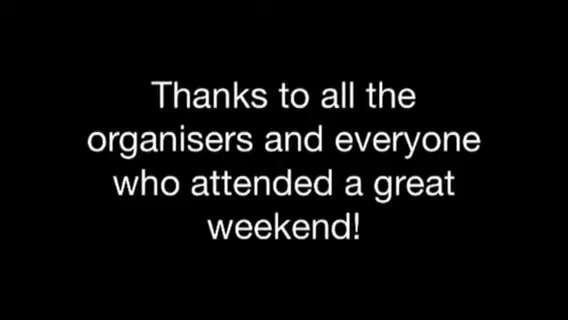 Thanks to all the
organisers and everyone
who attended a great
weekend!